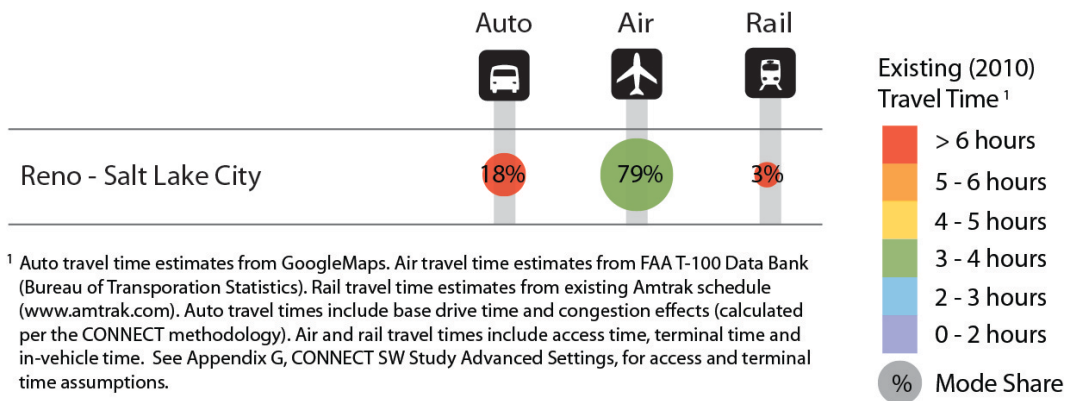 Auto Air Rail
Reno - Salt Lake City
18% 79% 3%
¹ Auto travel time estimates from GoogleMaps. Air travel time estimates from FAA T-100 Data Bank
(Bureau of Transporation Statistics). Rail travel time estimates from existing Amtrak schedule
(www.amtrak.com). Auto travel times include base drive time and congestion effects (calculated
per the CONNECT methodology). Air and rail travel times include access time, terminal time and
in-vehicle time. See Appendix G, CONNECT SW Study Advanced Settings, for access and terminal
time assumptions.
Existing (2010)
Travel Time ¹
> 6 hours
5 - 6 hours
4 - 5 hours
3 - 4 hours
2 - 3 hours
0 - 2 hours
% Mode Share